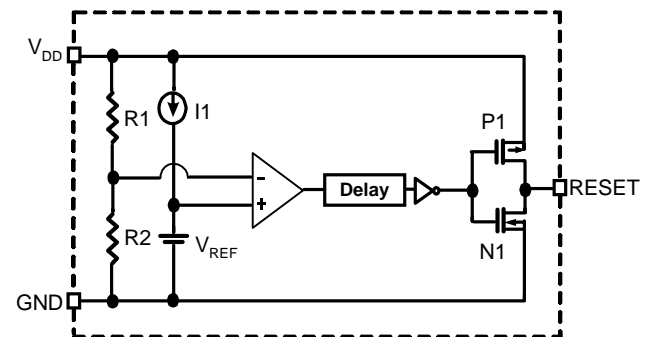 VDD
R1
I1
P1
-
+
Delay
RESET
R2
VREF
N1
GND